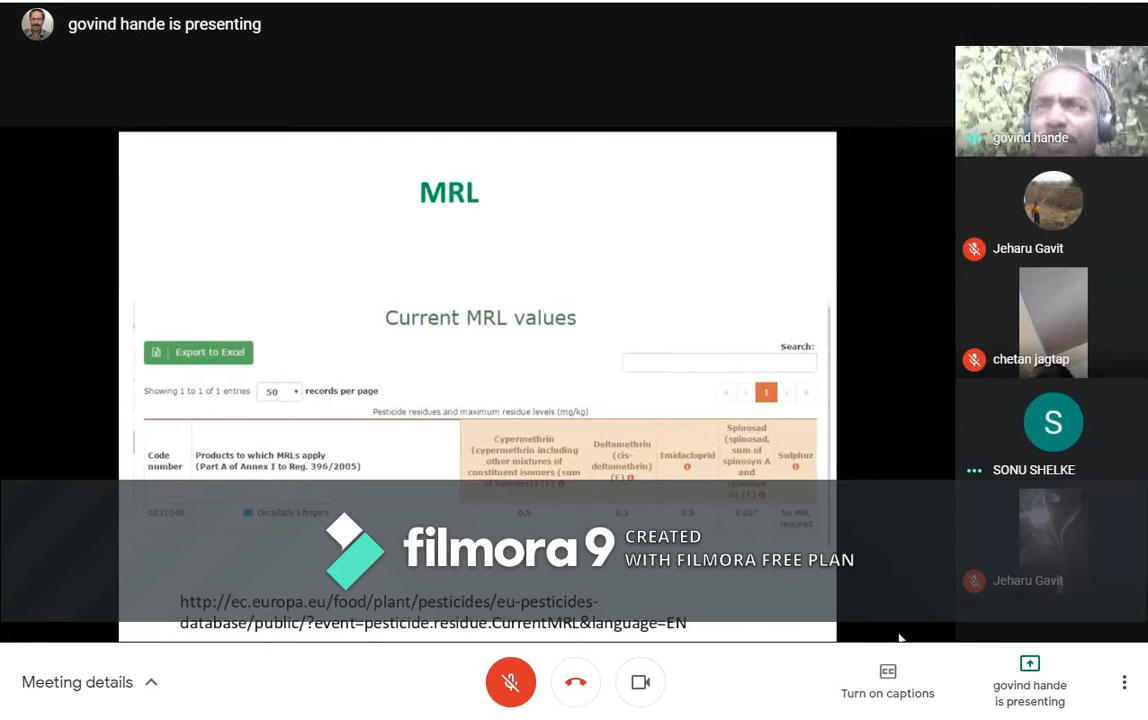 govind hande is presenting
govind hande
Jeharu Gavit
chetan jagtap
S
SONU SHELKE
Jeharu Gavit
MRL
Current MRL values
Export to Excel
Search:
Showing 1 to 1 of 1 entries 50 records per page
« ‹ 1 › »
Pesticide residues and maximum residue levels (mg/kg)
Code
number
Products to which MRLs apply
(Part A of Annex I to Reg. 396/2005)
Cypermethrin
(cypermethrin including
other mixtures of
constituent isomers (sum
of isomers)) (F)
Deltamethrin
(cis-
deltamethrin)
(F)
Imidacloprid
Spinosad
(spinosad,
sum of
spinosyn A
and
spinosyn
D) (F)
Sulphur
0231040 Okra/lady's fingers 0.5 0.3 0.5 0.02* No MRL
required
filmora 9
CREATED
WITH FILMORA FREE PLAN
http://ec.europa.eu/food/plant/pesticides/eu-pesticides-
database/public/?event=pesticide.residue.CurrentMRL&language=EN
Meeting details
CC
Turn on captions
govind hande
is presenting